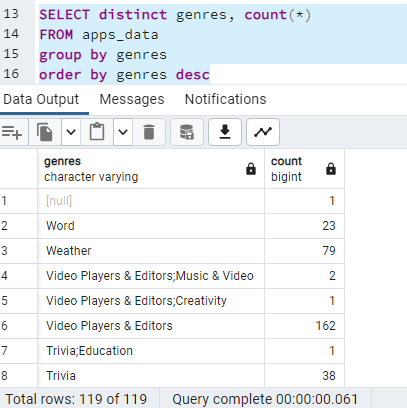 13 SELECT distinct genres, count(*)
14 FROM apps_data
15 group by genres
16 order by genres desc
Data Output Messages Notifications
genres count
character varying bigint
1 [null] 1
2 Word 23
3 Weather 79
4 Video Players & Editors;Music & Video 2
5 Video Players & Editors;Creativity 1
6 Video Players & Editors 162
7 Trivia;Education 1
8 Trivia 38
Total rows: 119 of 119 Query complete 00:00:00.061